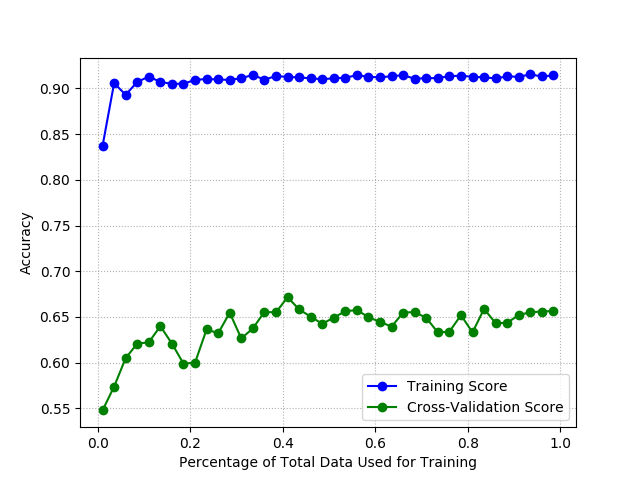 0.90
0.85
0.80
0.75
0.70
0.65
0.60
0.55
Accuracy
Training Score
Cross-Validation Score
0.0 0.2 0.4 0.6 0.8 1.0
Percentage of Total Data Used for Training